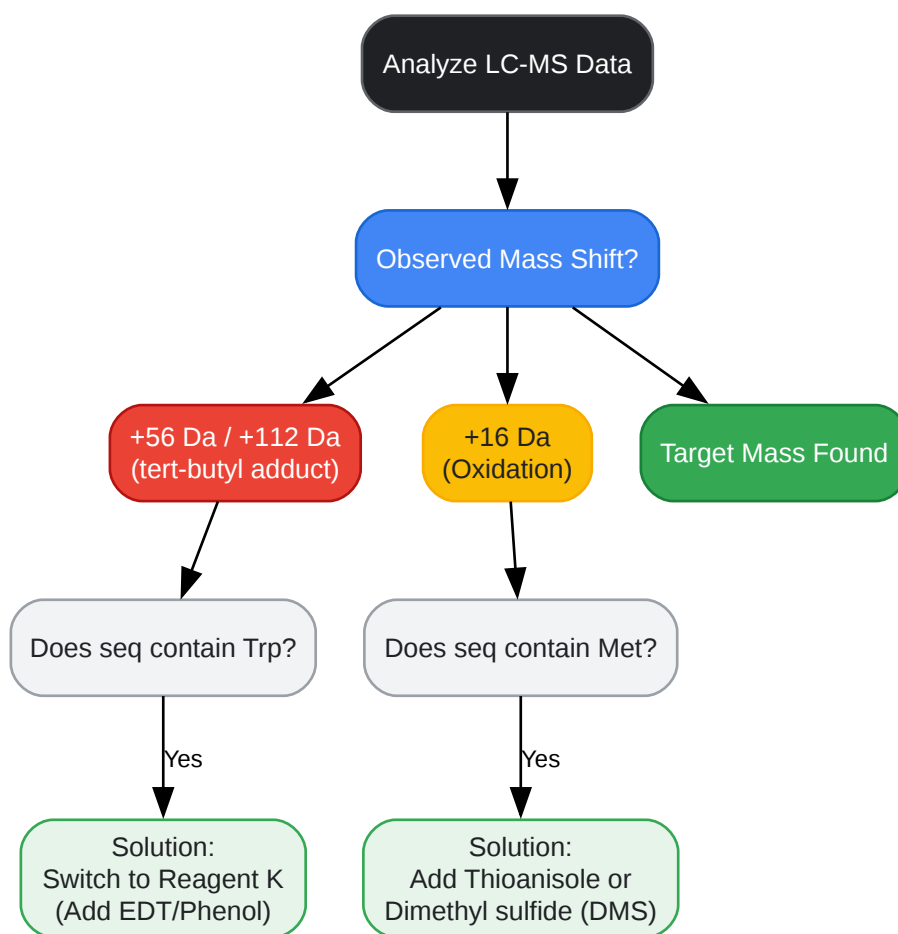 Analyze LC-MS Data
Observed Mass Shift?
+56 Da / +112 Da
(tert-butyl adduct)
+16 Da
(Oxidation)
Target Mass Found
Does seq contain Trp?
Does seq contain Met?
Yes
Yes
Solution:
Switch to Reagent K
(Add EDT/Phenol)
Solution:
Add Thioanisole or
Dimethyl sulfide (DMS)